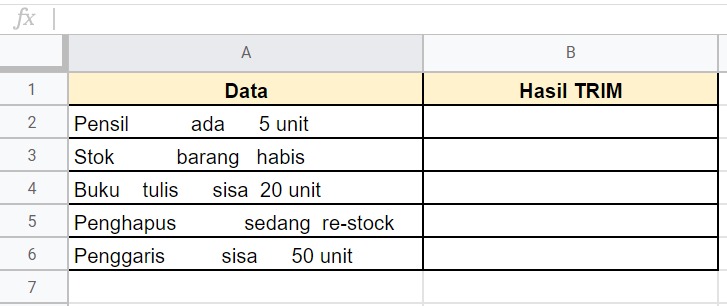 fx
A B
1 Data Hasil TRIM
2 Pensil ada 5 unit
3 Stok barang habis
4 Buku tulis sisa 20 unit
5 Penghapus sedang re-stock
6 Penggaris sisa 50 unit
7